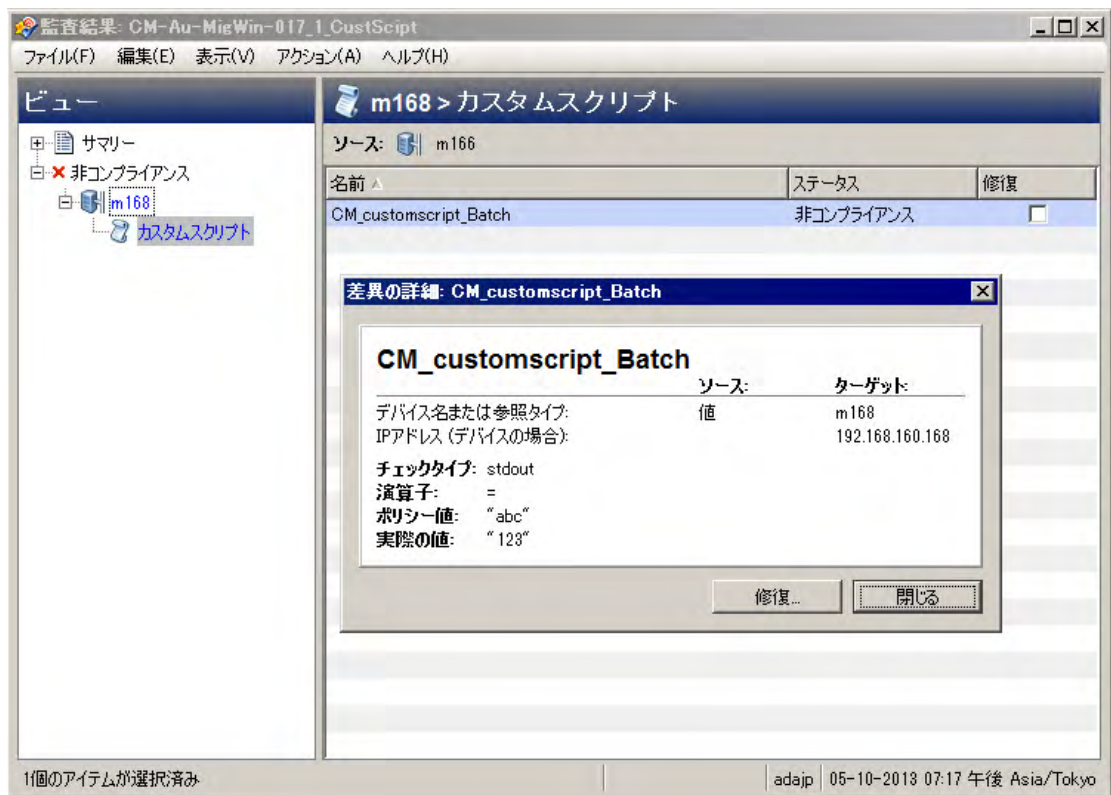 監査結果: CM-Au-MigWin-017_1_CustScipt
ファイル(F) 編集(E) 表示(V) アクション(A) ヘルプ(H)
ビュー
サマリー
非コンプライアンス
m168
カスタムスクリプト
m168 > カスタムスクリプト
ソース: m166
名前 ステータス 修復
CM_customscript_Batch 非コンプライアンス
差異の詳細: CM_customscript_Batch
CM_customscript_Batch
ソース: ターゲット:
デバイス名または参照タイプ: 値 m168
IPアドレス (デバイスの場合): 192.168.160.168
チェックタイプ: stdout
演算子: =
ポリシー値: "abc"
実際の値: "123"
修復... 閉じる
1個のアイテムが選択済み
adajp 05-10-2013 07:17 午後 Asia/Tokyo